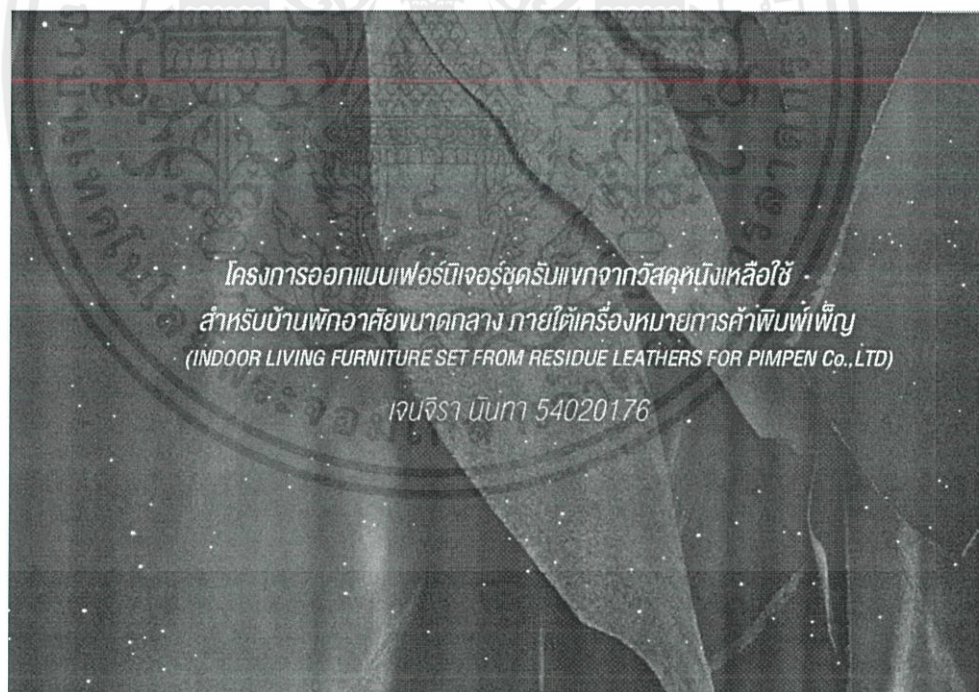 โครงการออกแบบเฟอร์นิเจอร์ชุดรับแขกจากวัสดุหนังเหลือใช้
สำหรับบ้านพักอาศัยขนาดกลาง ภายใต้เครื่องหมายการค้าพิมพ์เพ็ญ
(INDOOR LIVING FURNITURE SET FROM RESIDUE LEATHERS FOR PIMPEN Co.,LTD)
เจนจิรา นันทา 54020176